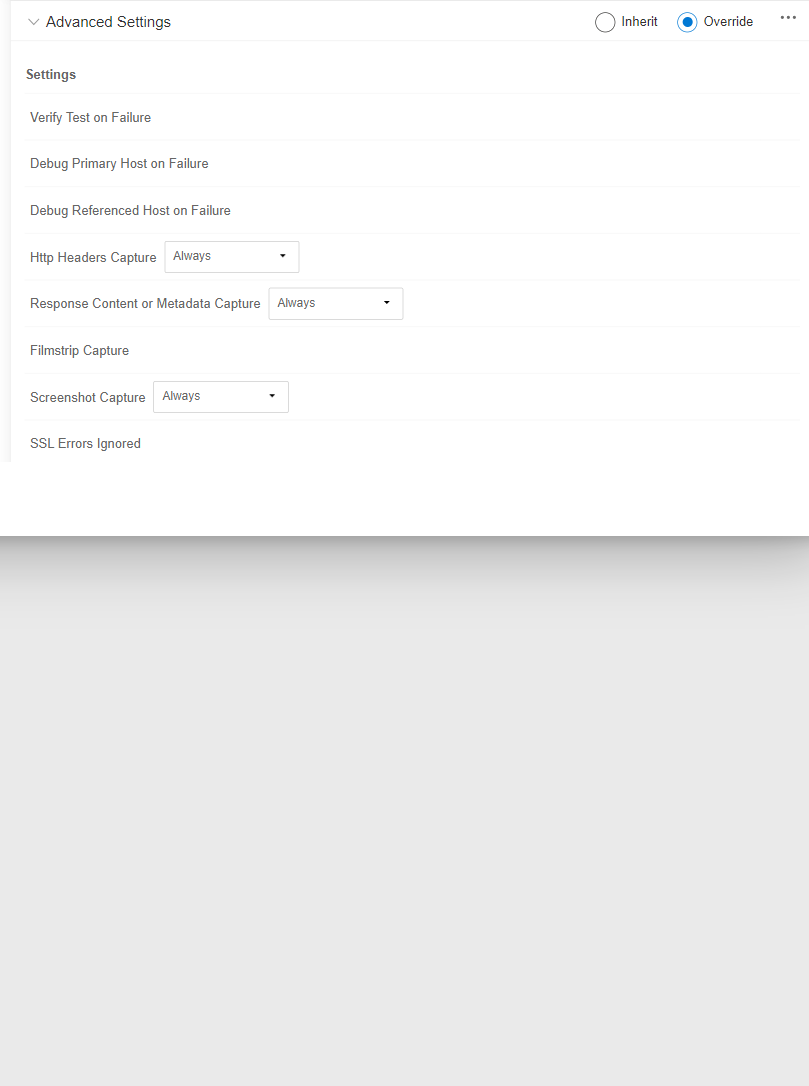 Advanced Settings Inherit Override
Settings
Verify Test on Failure
Debug Primary Host on Failure
Debug Referenced Host on Failure
Http Headers Capture Always
Response Content or Metadata Capture Always
Filmstrip Capture
Screenshot Capture Always
SSL Errors Ignored